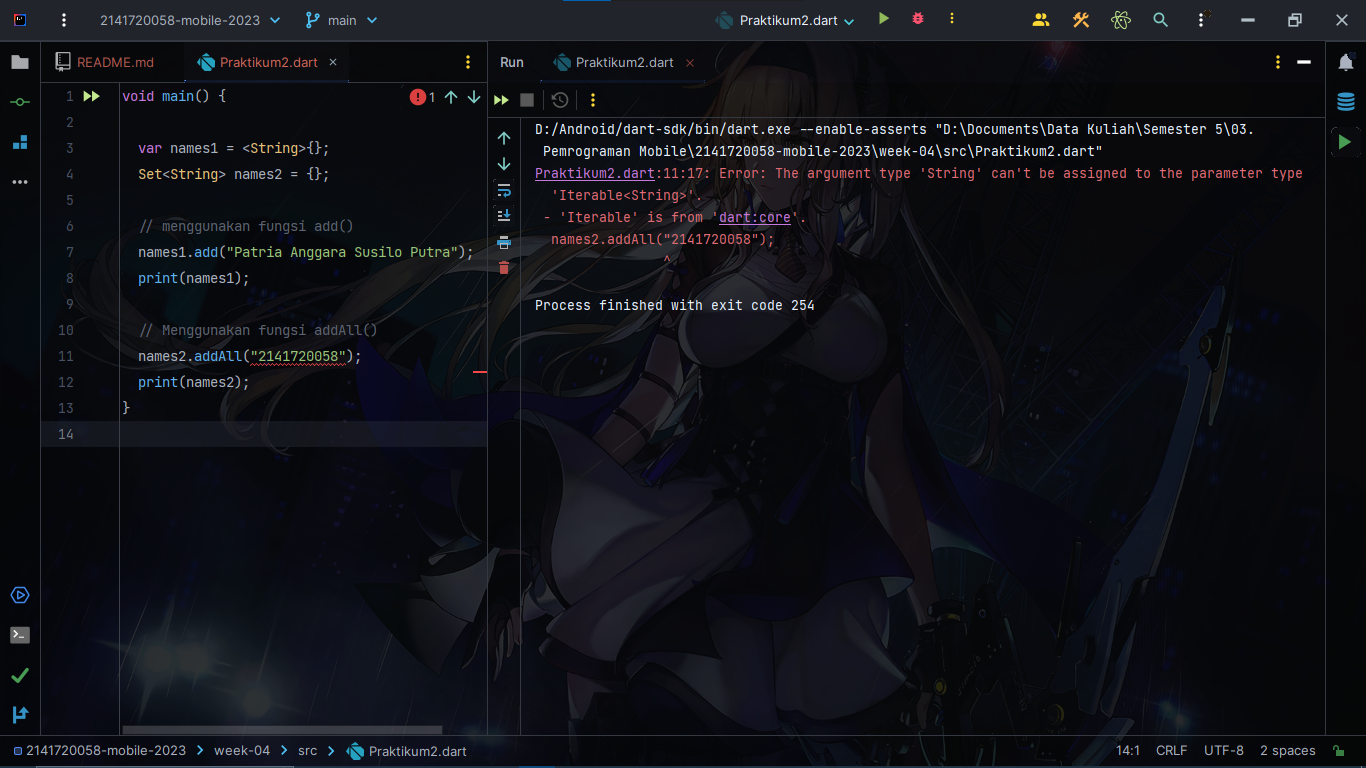 2141720058-mobile-2023 main Praktikum2.dart
README.md Praktikum2.dart Run Praktikum2.dart
1 void main() { 1
2
3 var names1 = <String>{};
4 Set<String> names2 = {};
5
6 // menggunakan fungsi add()
7 names1.add("Patria Anggara Susilo Putra");
8 print(names1);
9
10 // Menggunakan fungsi addAll()
11 names2.addAll("2141720058");
12 print(names2);
13 }
14
D:/Android/dart-sdk/bin/dart.exe --enable-asserts "D:\Documents\Data Kuliah\Semester 5\03.
Pemrograman Mobile\2141720058-mobile-2023\week-04\src\Praktikum2.dart"
Praktikum2.dart:11:17: Error: The argument type 'String' can't be assigned to the parameter type
'Iterable<String>'.
- 'Iterable' is from 'dart:core'.
names2.addAll("2141720058");
^
Process finished with exit code 254
2141720058-mobile-2023 > week-04 > src > Praktikum2.dart 14:1 CRLF UTF-8 2 spaces